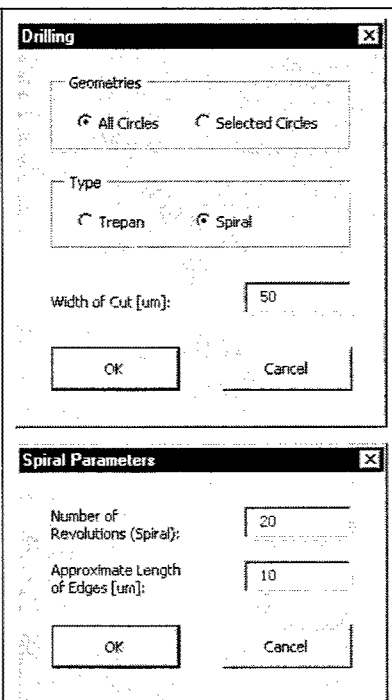 Drilling
Geometries
All Circles Selected Circles
Type
Trepan Spiral
Width of Cut [um]: 50
OK Cancel
Spiral Parameters
Number of
Revolutions (Spiral): 20
Approximate Length
of Edges [um]: 10
OK Cancel